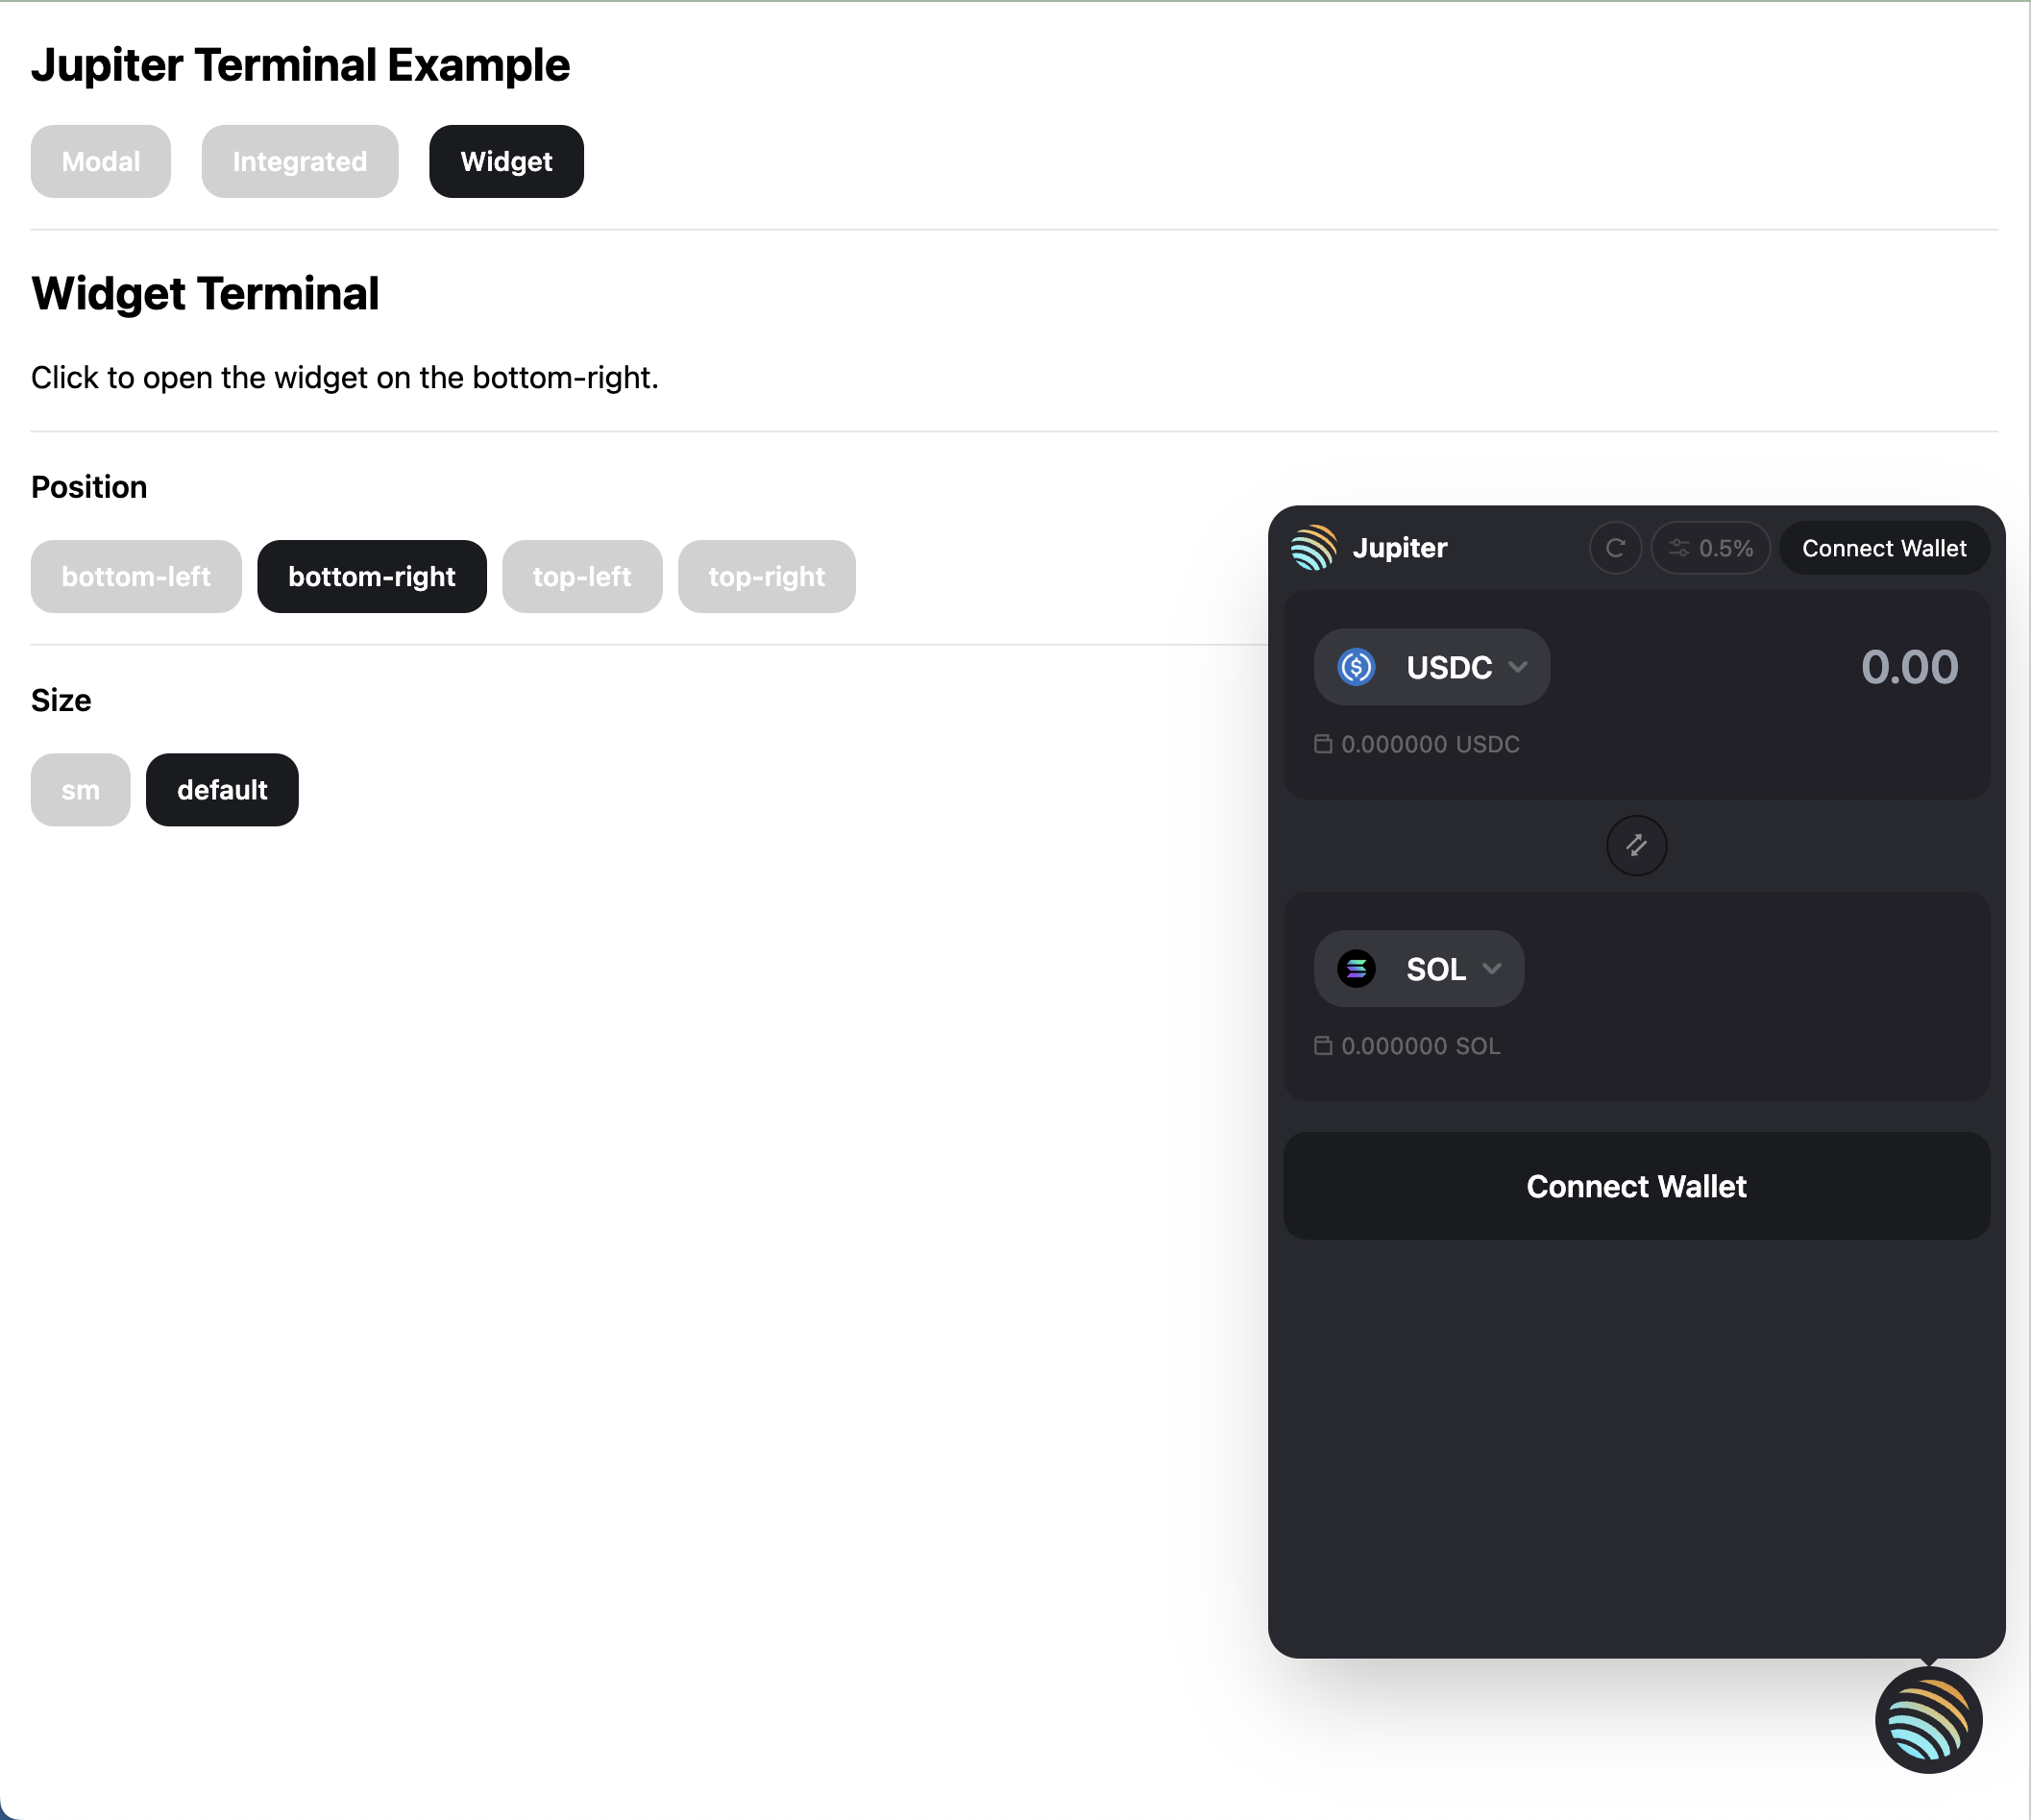 Jupiter Terminal Example
Modal Integrated Widget
Widget Terminal
Click to open the widget on the bottom-right.
Position
bottom-left bottom-right top-left top-right
Size
sm default
Jupiter 0.5% Connect Wallet
USDC 0.00
0.000000 USDC
SOL
0.000000 SOL
Connect Wallet